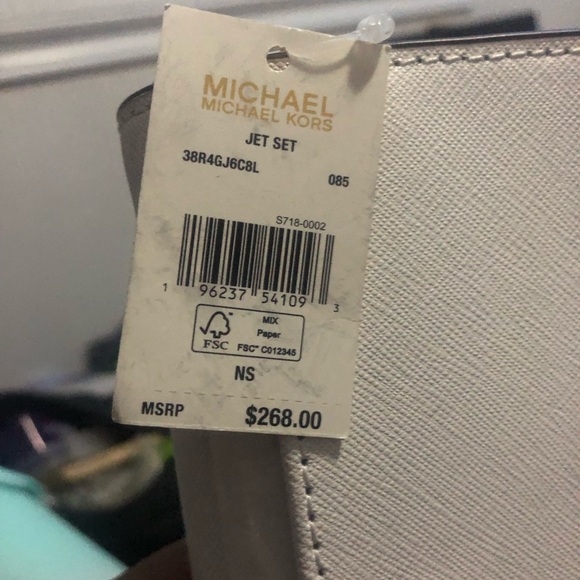 MICHAEL
MICHAEL KORS
JET SET
38R4GJ6C8L
085
S718-0002
1 96237 54109 3
FSC
MIX
Paper
FSC™ C012345
NS
MSRP $268.00